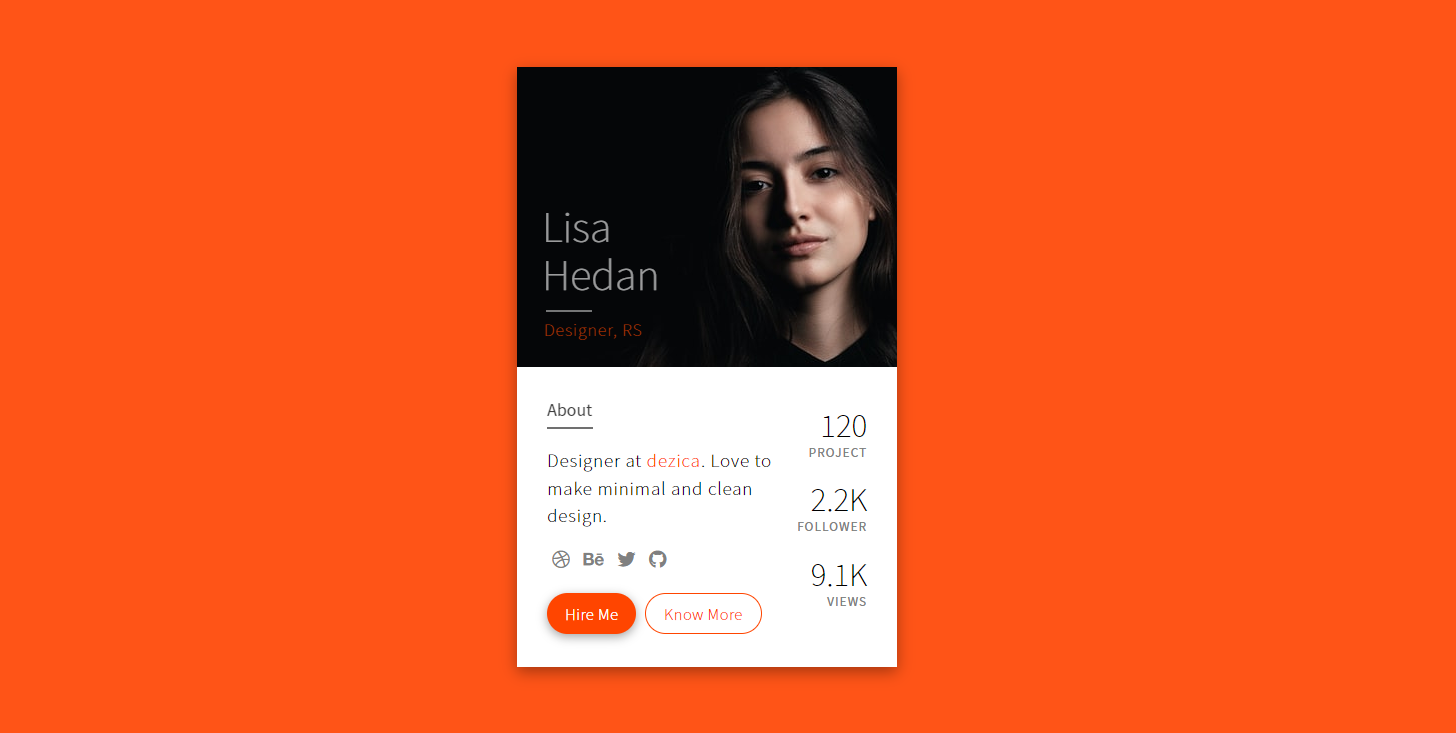 Lisa
Hedan
Designer, RS
About
Designer at dezica. Love to
make minimal and clean
design.
Bē
Hire Me
Know More
120
PROJECT
2.2K
FOLLOWER
9.1K
VIEWS